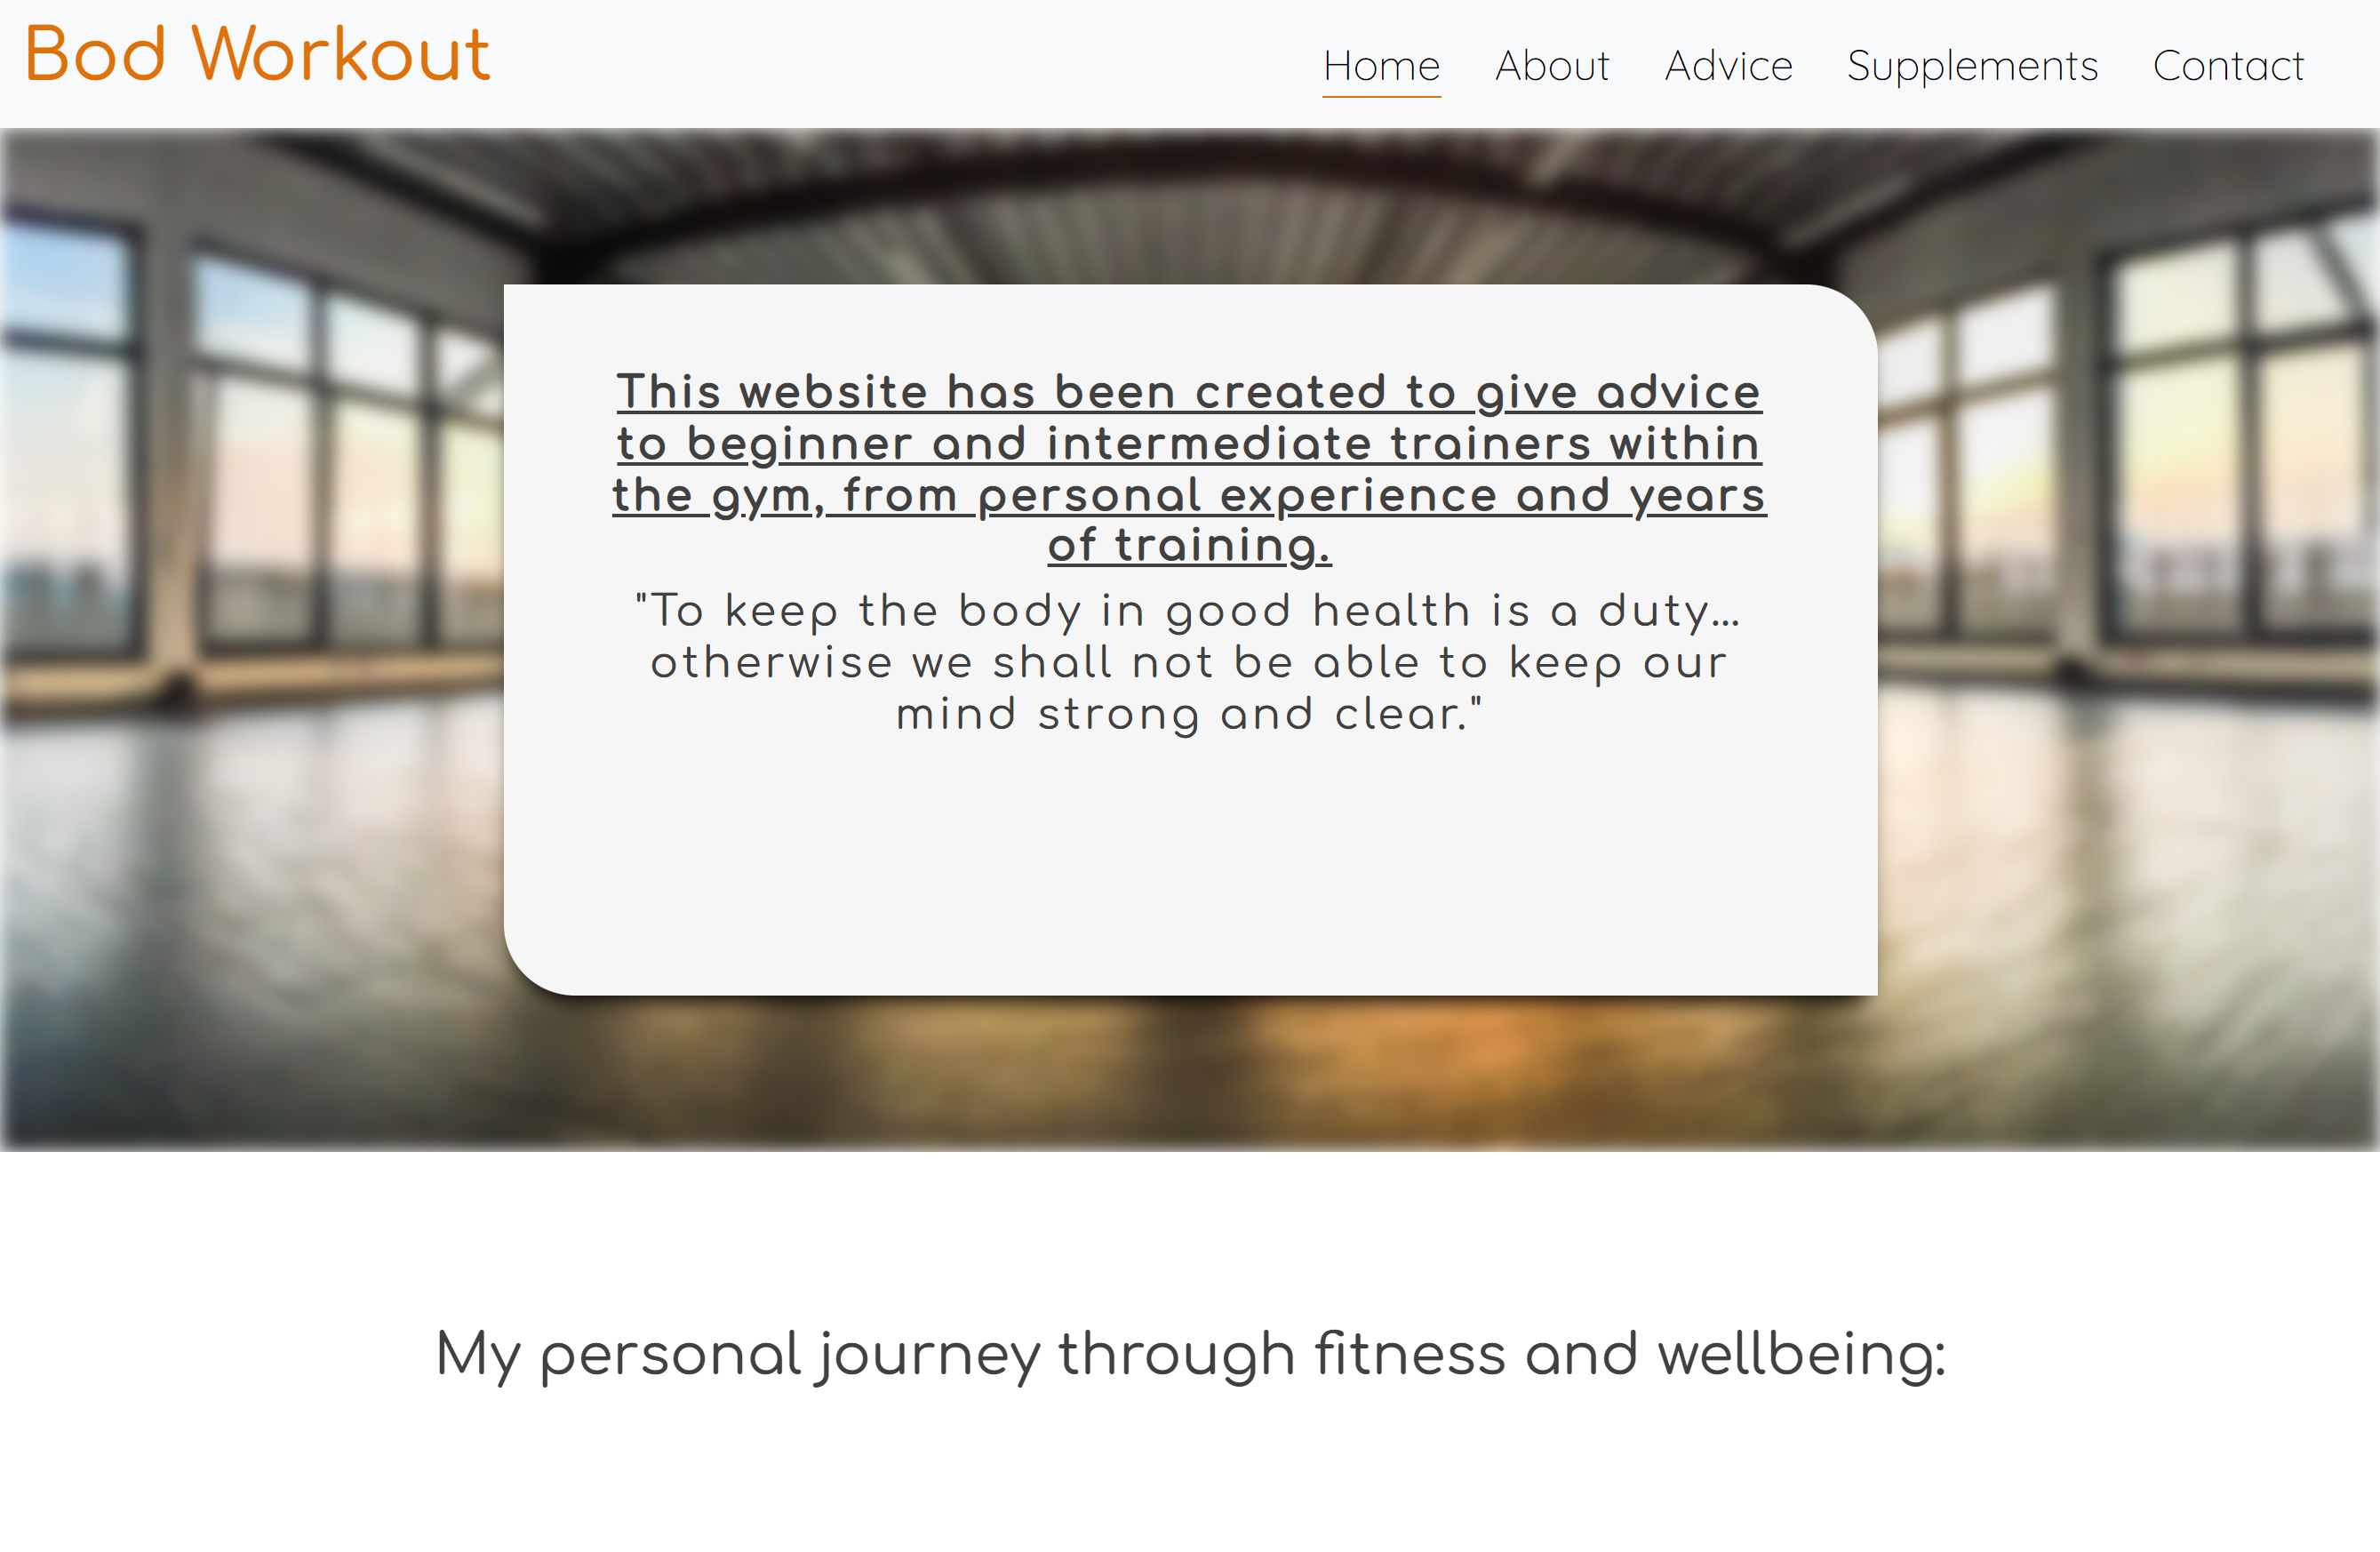 Bod Workout
Home About Advice Supplements Contact
This website has been created to give advice
to beginner and intermediate trainers within
the gym, from personal experience and years
of training.
"To keep the body in good health is a duty...
otherwise we shall not be able to keep our
mind strong and clear."
My personal journey through fitness and wellbeing: